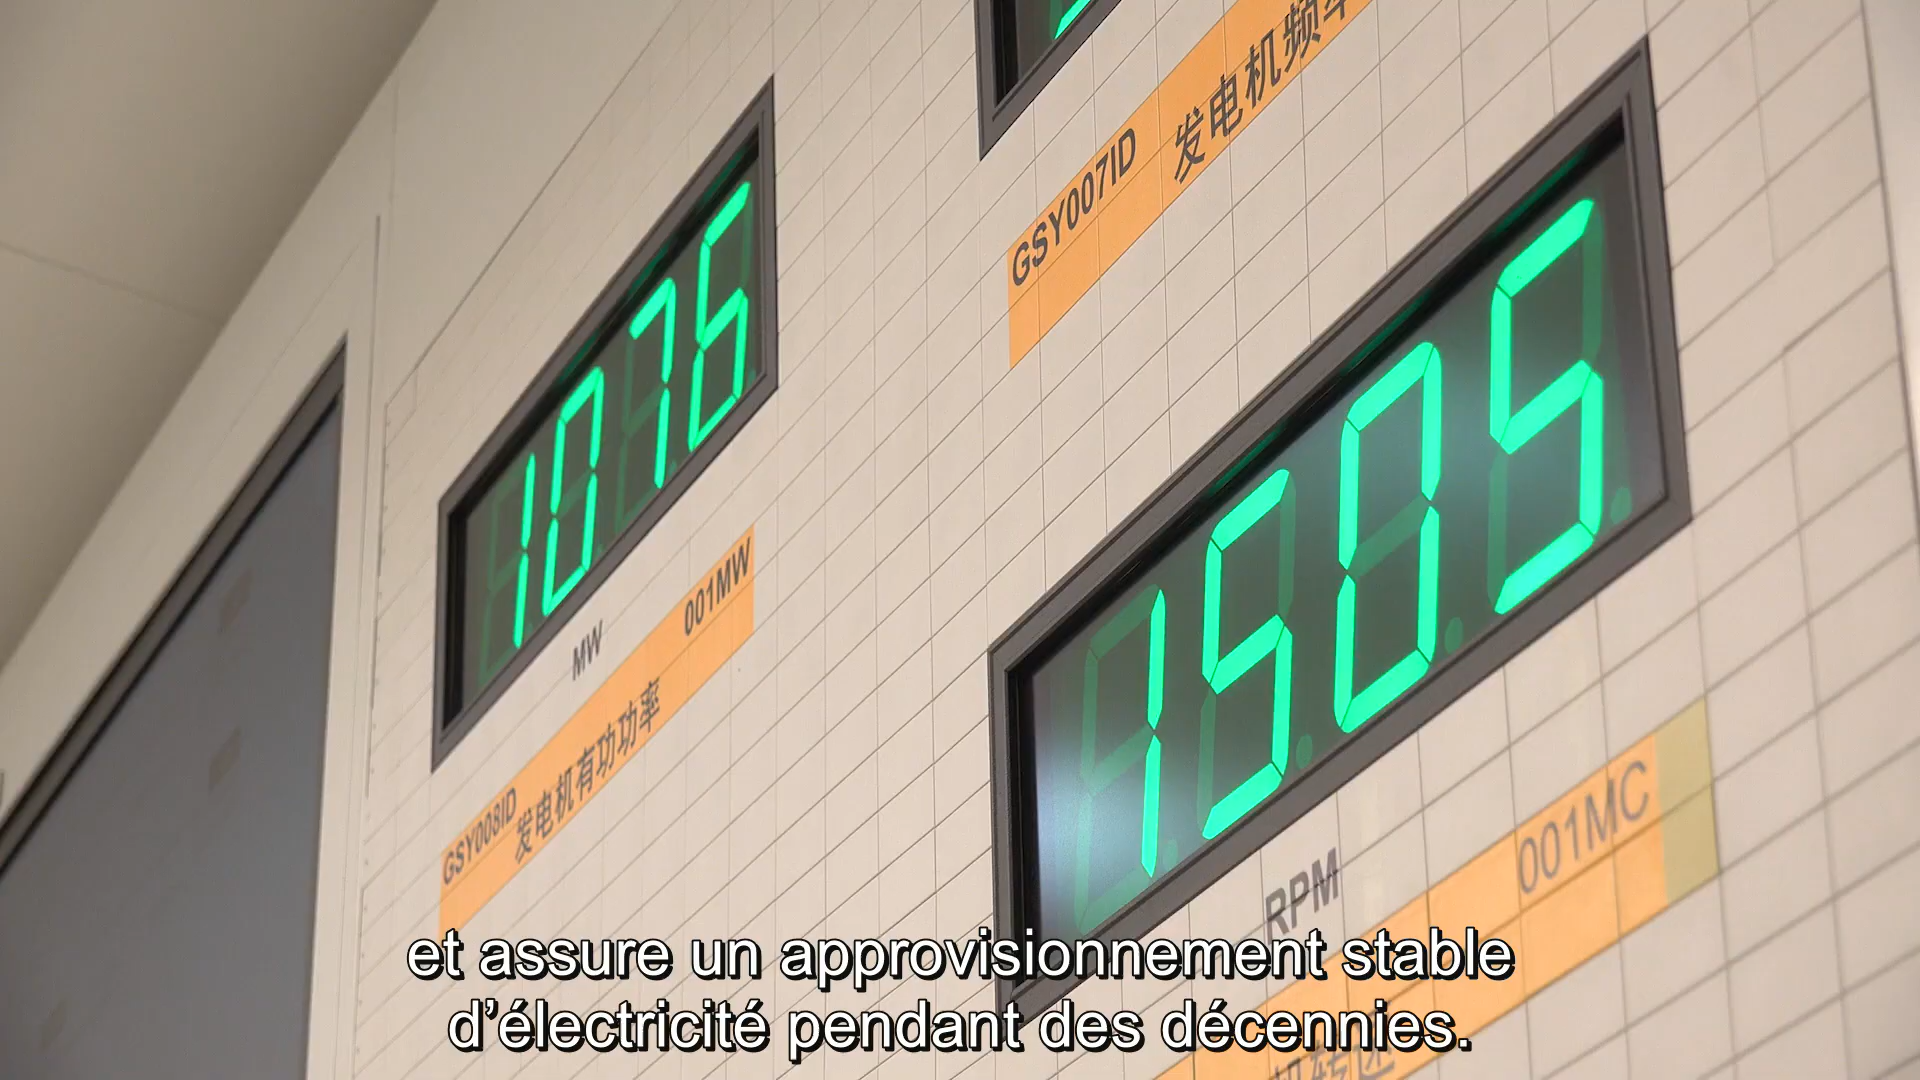 GSY007ID 发电机频率
1076
MW
GSY008ID 发电机有功功率 001MW
1505
RPM
001MC
et assure un approvisionnement stable
d’électricité pendant des décennies.